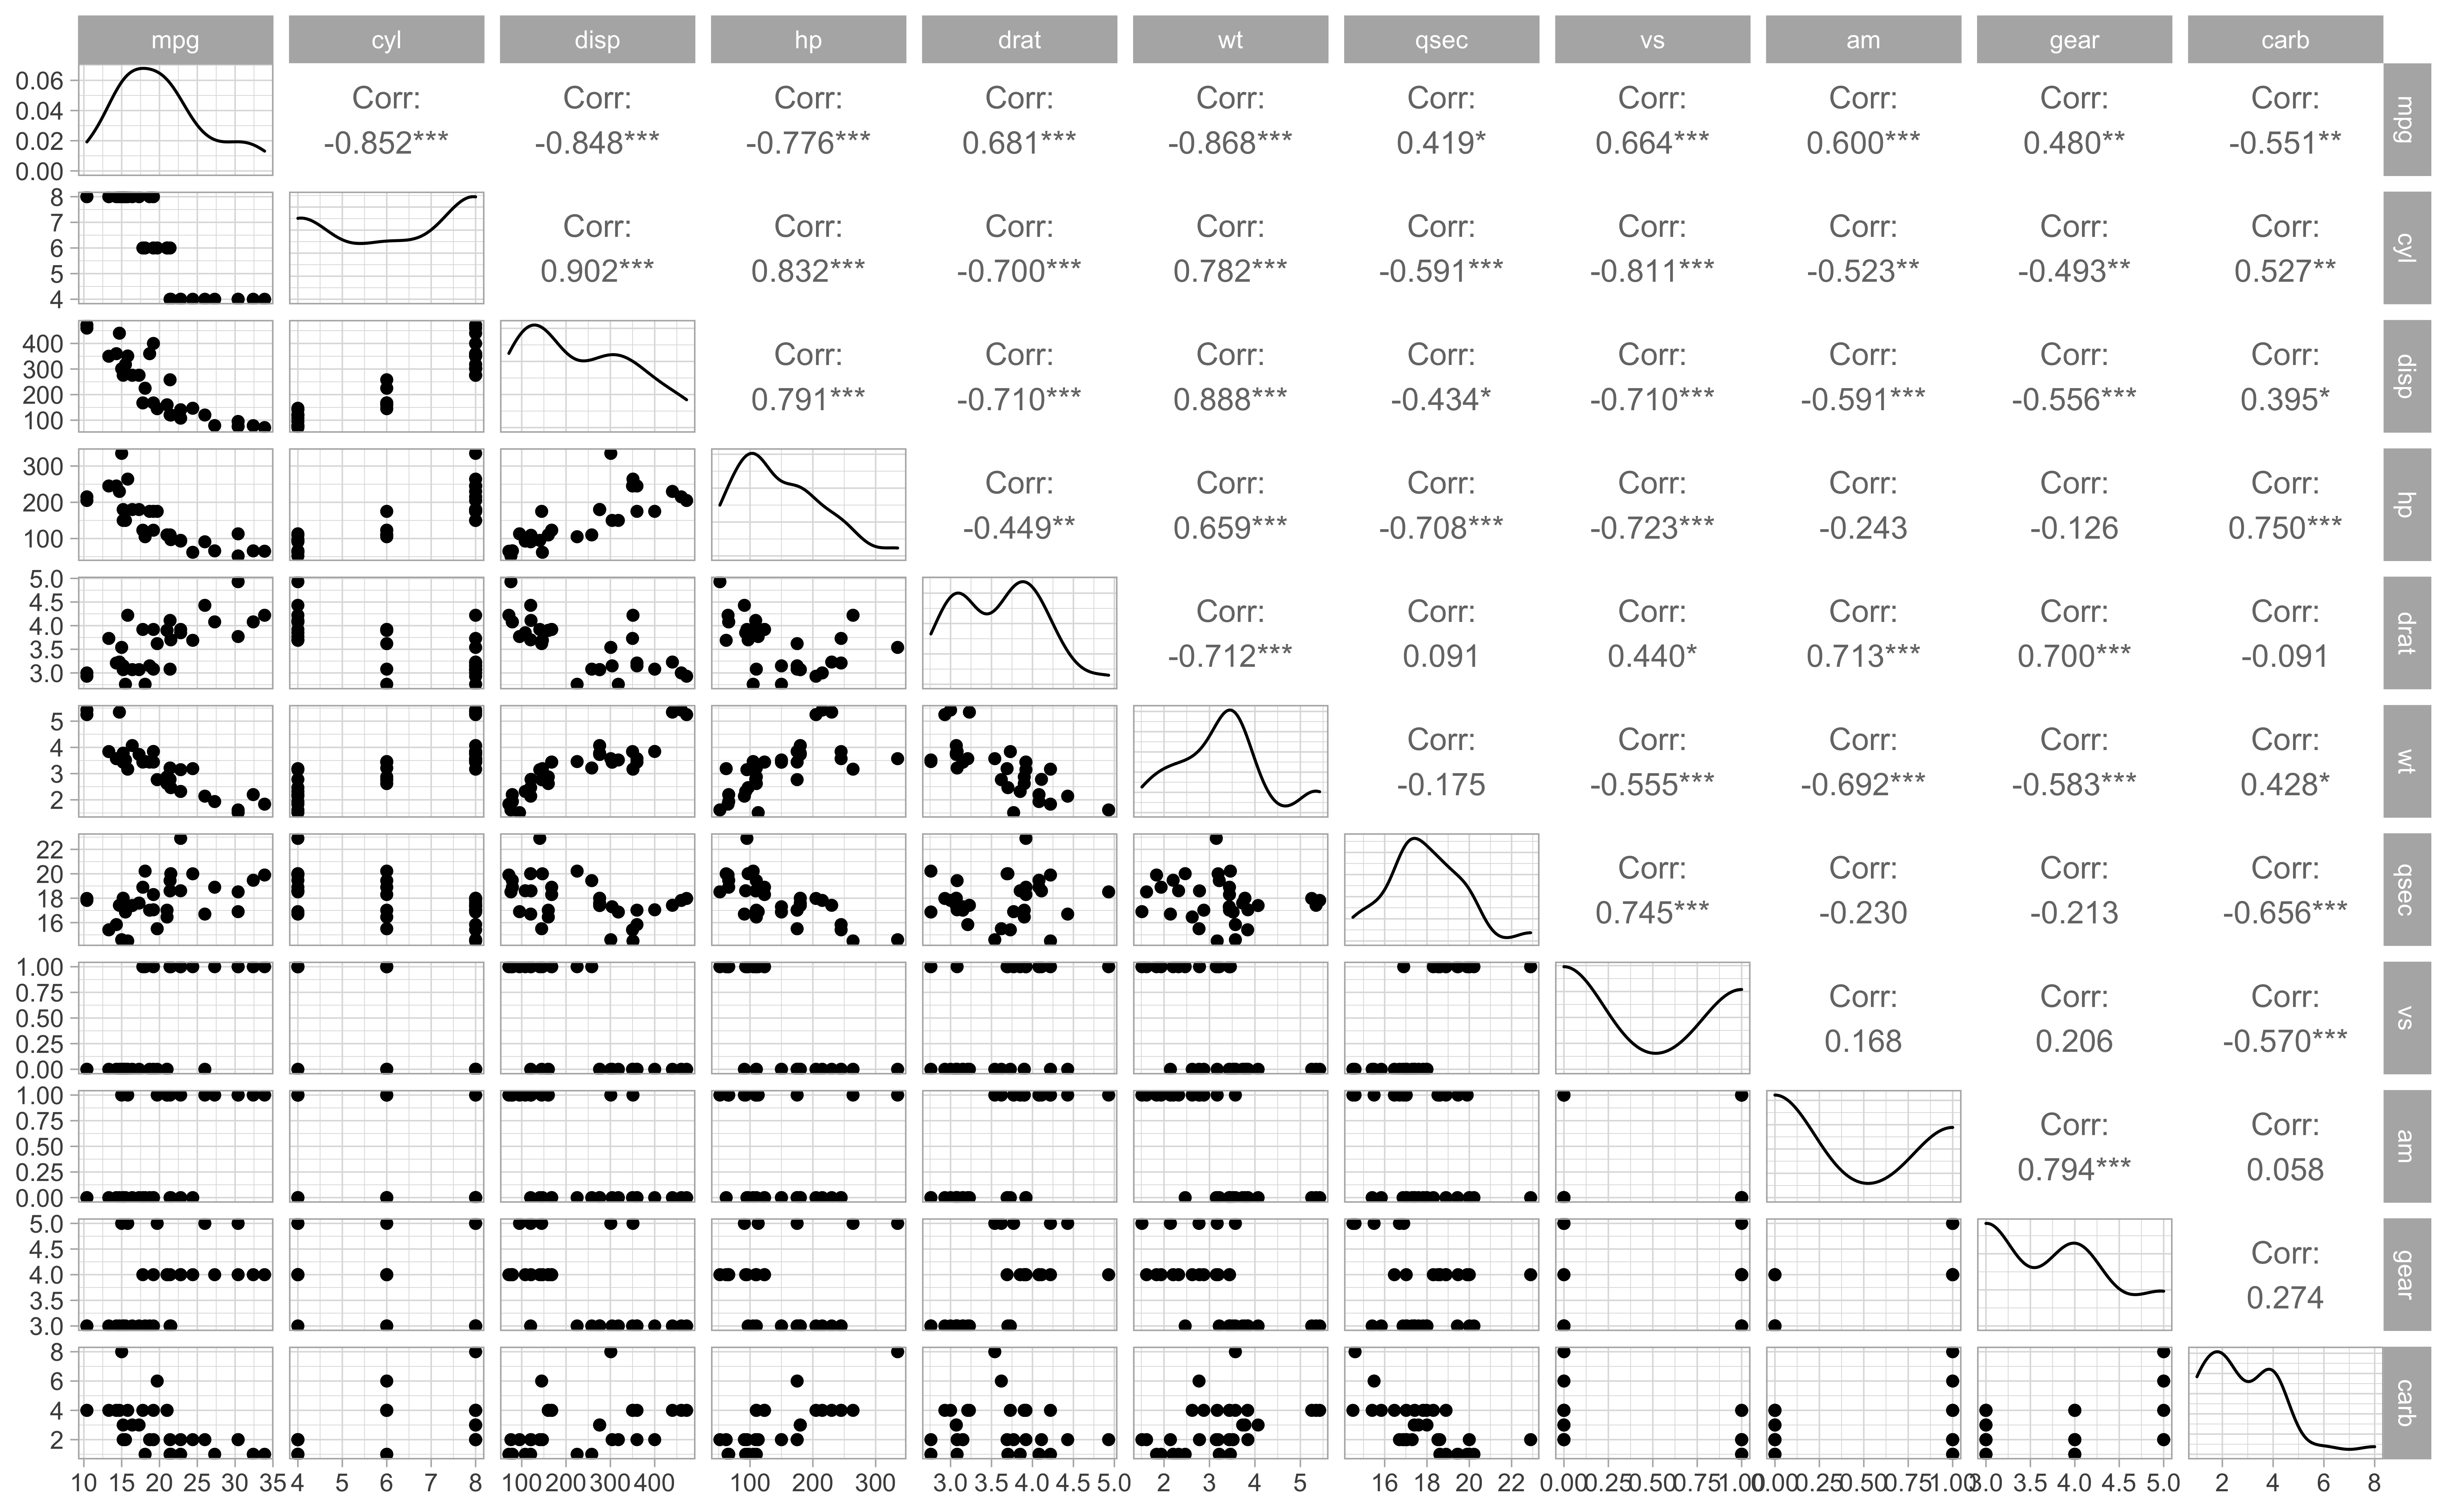 mpg cyl disp hp drat wt qsec vs am gear carb
0.06
0.04
0.02
0.00
Corr: Corr: Corr: Corr: Corr: Corr: Corr: Corr: Corr: Corr:
-0.852*** -0.848*** -0.776*** 0.681*** -0.868*** 0.419* 0.664*** 0.600*** 0.480** -0.551**
mpg
8
7
6
5
4
Corr: Corr: Corr: Corr: Corr: Corr: Corr: Corr: Corr:
0.902*** 0.832*** -0.700*** 0.782*** -0.591*** -0.811*** -0.523** -0.493** 0.527**
cyl
400
300
200
100
Corr: Corr: Corr: Corr: Corr: Corr: Corr: Corr:
0.791*** -0.710*** 0.888*** -0.434* -0.710*** -0.591*** -0.556*** 0.395*
disp
300
200
100
Corr: Corr: Corr: Corr: Corr: Corr: Corr:
-0.449** 0.659*** -0.708*** -0.723*** -0.243 -0.126 0.750***
hp
5.0
4.5
4.0
3.5
3.0
Corr: Corr: Corr: Corr: Corr: Corr:
-0.712*** 0.091 0.440* 0.713*** 0.700*** -0.091
drat
5
4
3
2
Corr: Corr: Corr: Corr: Corr:
-0.175 -0.555*** -0.692*** -0.583*** 0.428*
wt
22
20
18
16
Corr: Corr: Corr: Corr:
0.745*** -0.230 -0.213 -0.656***
qsec
1.00
0.75
0.50
0.25
0.00
Corr: Corr: Corr:
0.168 0.206 -0.570***
vs
1.00
0.75
0.50
0.25
0.00
Corr: Corr:
0.794*** 0.058
am
5.0
4.5
4.0
3.5
3.0
Corr:
0.274
gear
8
6
4
2
carb
10 15 20 25 30 35 4 5 6 7 8 100 200 300 400 100 200 300 3.0 3.5 4.0 4.5 5.0 2 3 4 5 16 18 20 22 0.00 0.25 0.50 0.75 1.00 0.00 0.25 0.50 0.75 1.00 3.0 3.5 4.0 4.5 5.0 2 4 6 8